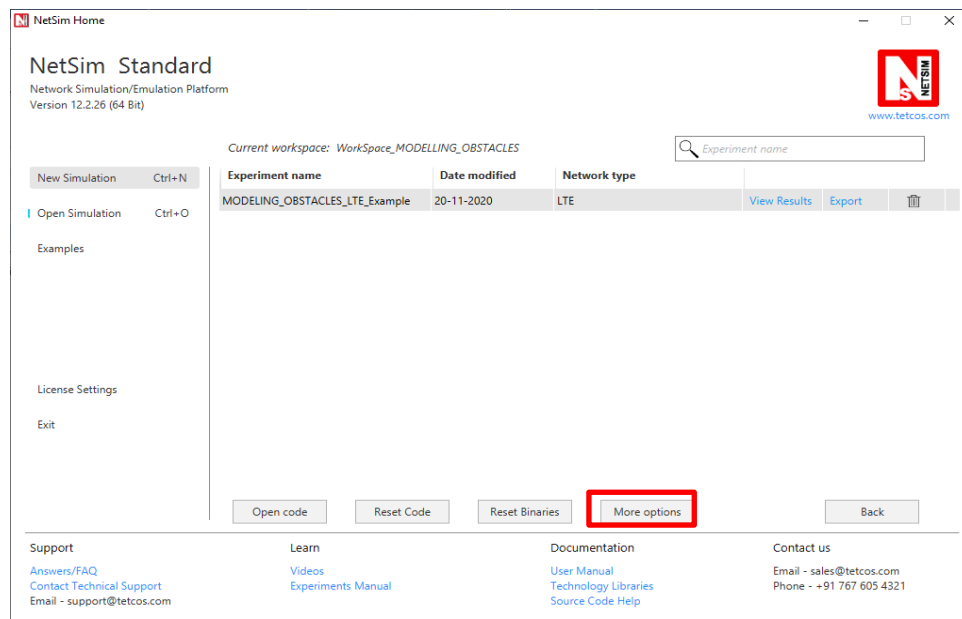 NetSim Home
NetSim Standard
Network Simulation/Emulation Platform
Version 12.2.26 (64 Bit)
N
S
NETSIM
www.tetcos.com
Current workspace: WorkSpace_MODELLING_OBSTACLES
Experiment name
New Simulation Ctrl+N
Experiment name Date modified Network type
MODELING_OBSTACLES_LTE_Example 20-11-2020 LTE View Results Export
Open Simulation Ctrl+O
Examples
License Settings
Exit
Open code Reset Code Reset Binaries More options Back
Support Learn Documentation Contact us
Answers/FAQ Videos User Manual Email - sales@tetcos.com
Contact Technical Support Experiments Manual Technology Libraries Phone - +91 767 605 4321
Email - support@tetcos.com Source Code Help